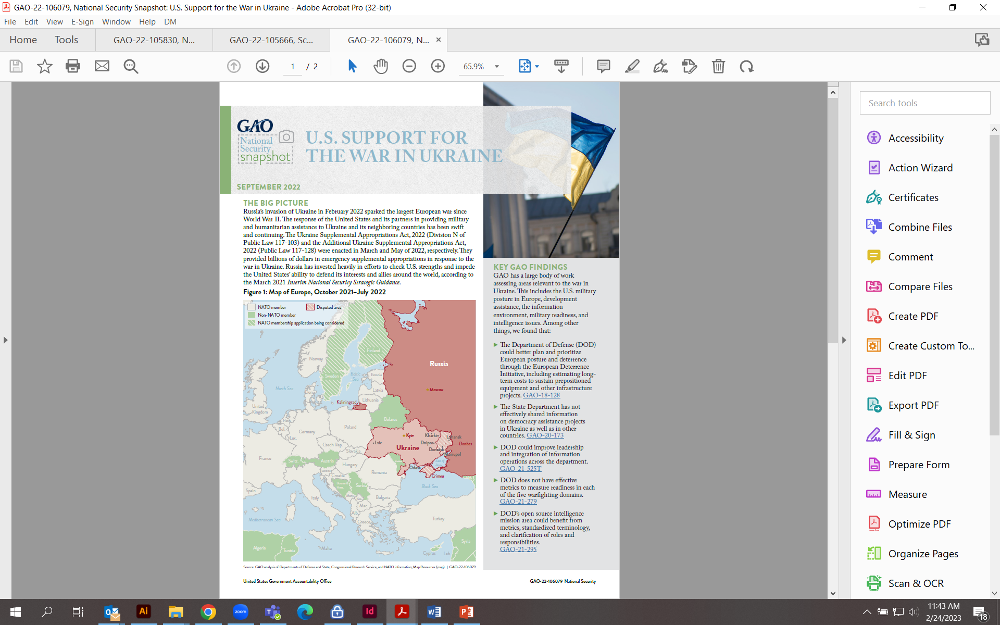 GAO-22-106079, National Security Snapshot: U.S. Support for the War in Ukraine - Adobe Acrobat Pro (32-bit)
File Edit View E-Sign Window Help DM
Home Tools GAO-22-105830, N... GAO-22-105666, Sc... GAO-22-106079, N...
1 / 2 65.9%
GAO
National
Security
snapshot
U.S. SUPPORT FOR
THE WAR IN UKRAINE
SEPTEMBER 2022
THE BIG PICTURE
Russia's invasion of Ukraine in February 2022 sparked the largest European war since
World War II. The response of the United States and its partners in providing military
and humanitarian assistance to Ukraine and its neighboring countries has been swift
and continuing. The Ukraine Supplemental Appropriations Act, 2022 (Division N of
Public Law 117-103) and the Additional Ukraine Supplemental Appropriations Act,
2022 (Public Law 117-128) were enacted in March and May of 2022, respectively. They
provided billions of dollars in emergency supplemental appropriations in response to the
war in Ukraine. Russia has invested heavily in efforts to check U.S. strengths and impede
the United States' ability to defend its interests and allies around the world, according to
the March 2021 Interim National Security Strategic Guidance.
Figure 1: Map of Europe, October 2021–July 2022
NATO member
Disputed area
Non-NATO member
NATO membership application being considered
Finland
Norway
Russia
Sweden
Baltic
Sea
Estonia
North Sea
Moscow
Latvia
Den.
Kaliningrad
Lithuania
United
Kingdom
Belarus
Neth.
Bel.
Germany
Poland
Kyiv
Kharkiv
Luhansk
Lux.
Lviv
Dnipro
Donbas
Czech Rep.
Ukraine
Donetsk
Slovakia
Mariupol
France
Switz.
Austria
Hungary
Odesa
Romania
Croatia
Crimea
Bosnia &
Herz.
Serbia
Black Sea
Spain
Italy
Mon.
Kos.
Bulgaria
Mac.
Alb.
Mediterranean Sea
Greece
Turkey
Algeria
Tunisia
Malta
Cyprus
Leb.
Syria
Source: GAO analysis of Departments of Defense and State, Congressional Research Service, and NATO information; Map Resources (map). | GAO-22-106079
United States Government Accountability Office
KEY GAO FINDINGS
GAO has a large body of work
assessing areas relevant to the war in
Ukraine. This includes the U.S. military
posture in Europe, development
assistance, the information
environment, military readiness, and
intelligence issues. Among other
things, we found that:
The Department of Defense (DOD)
could better plan and prioritize
European posture and deterrence
through the European Deterrence
Initiative, including estimating long-
term costs to sustain prepositioned
equipment and other infrastructure
projects. GAO-18-128
The State Department has not
effectively shared information
on democracy assistance projects
in Ukraine as well as in other
countries. GAO-20-173
DOD could improve leadership
and integration of information
operations across the department.
GAO-21-525T
DOD does not have effective
metrics to measure readiness in each
of the five warfighting domains.
GAO-21-279
DOD's open source intelligence
mission area could benefit from
metrics, standardized terminology,
and clarification of roles and
responsibilities.
GAO-21-295
GAO-22-106079 National Security
Search tools
Accessibility
Action Wizard
Certificates
Combine Files
Comment
Compare Files
Create PDF
Create Custom To...
Edit PDF
Export PDF
Fill & Sign
Prepare Form
Measure
Optimize PDF
Organize Pages
Scan & OCR
Ai
zoom
Id
11:43 AM
2/24/2023
18